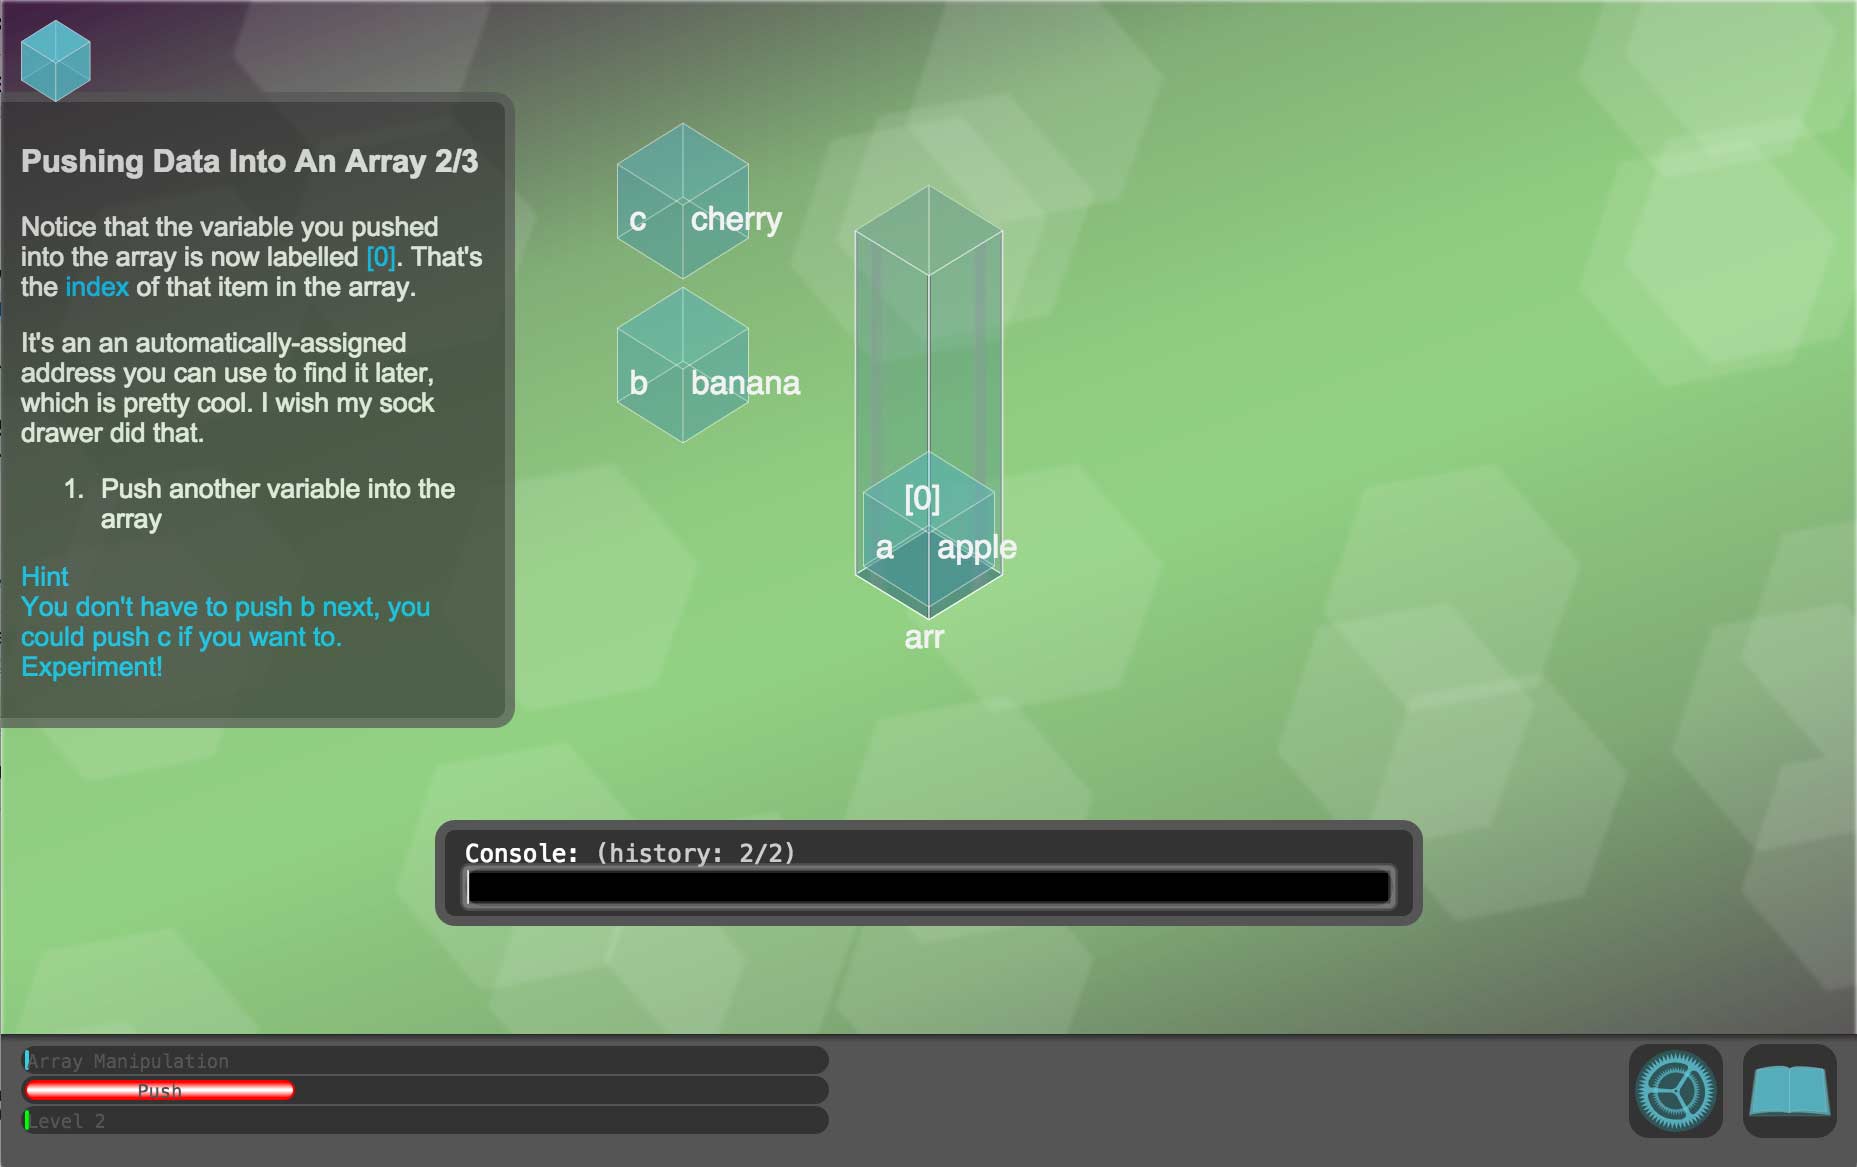 Pushing Data Into An Array 2/3
Notice that the variable you pushed
into the array is now labelled [0]. That's
the index of that item in the array.
It's an an automatically-assigned
address you can use to find it later,
which is pretty cool. I wish my sock
drawer did that.
1. Push another variable into the
array
Hint
You don't have to push b next, you
could push c if you want to.
Experiment!
c cherry
b banana
[0]
a apple
arr
Console: (history: 2/2)
Array Manipulation
Push
Level 2